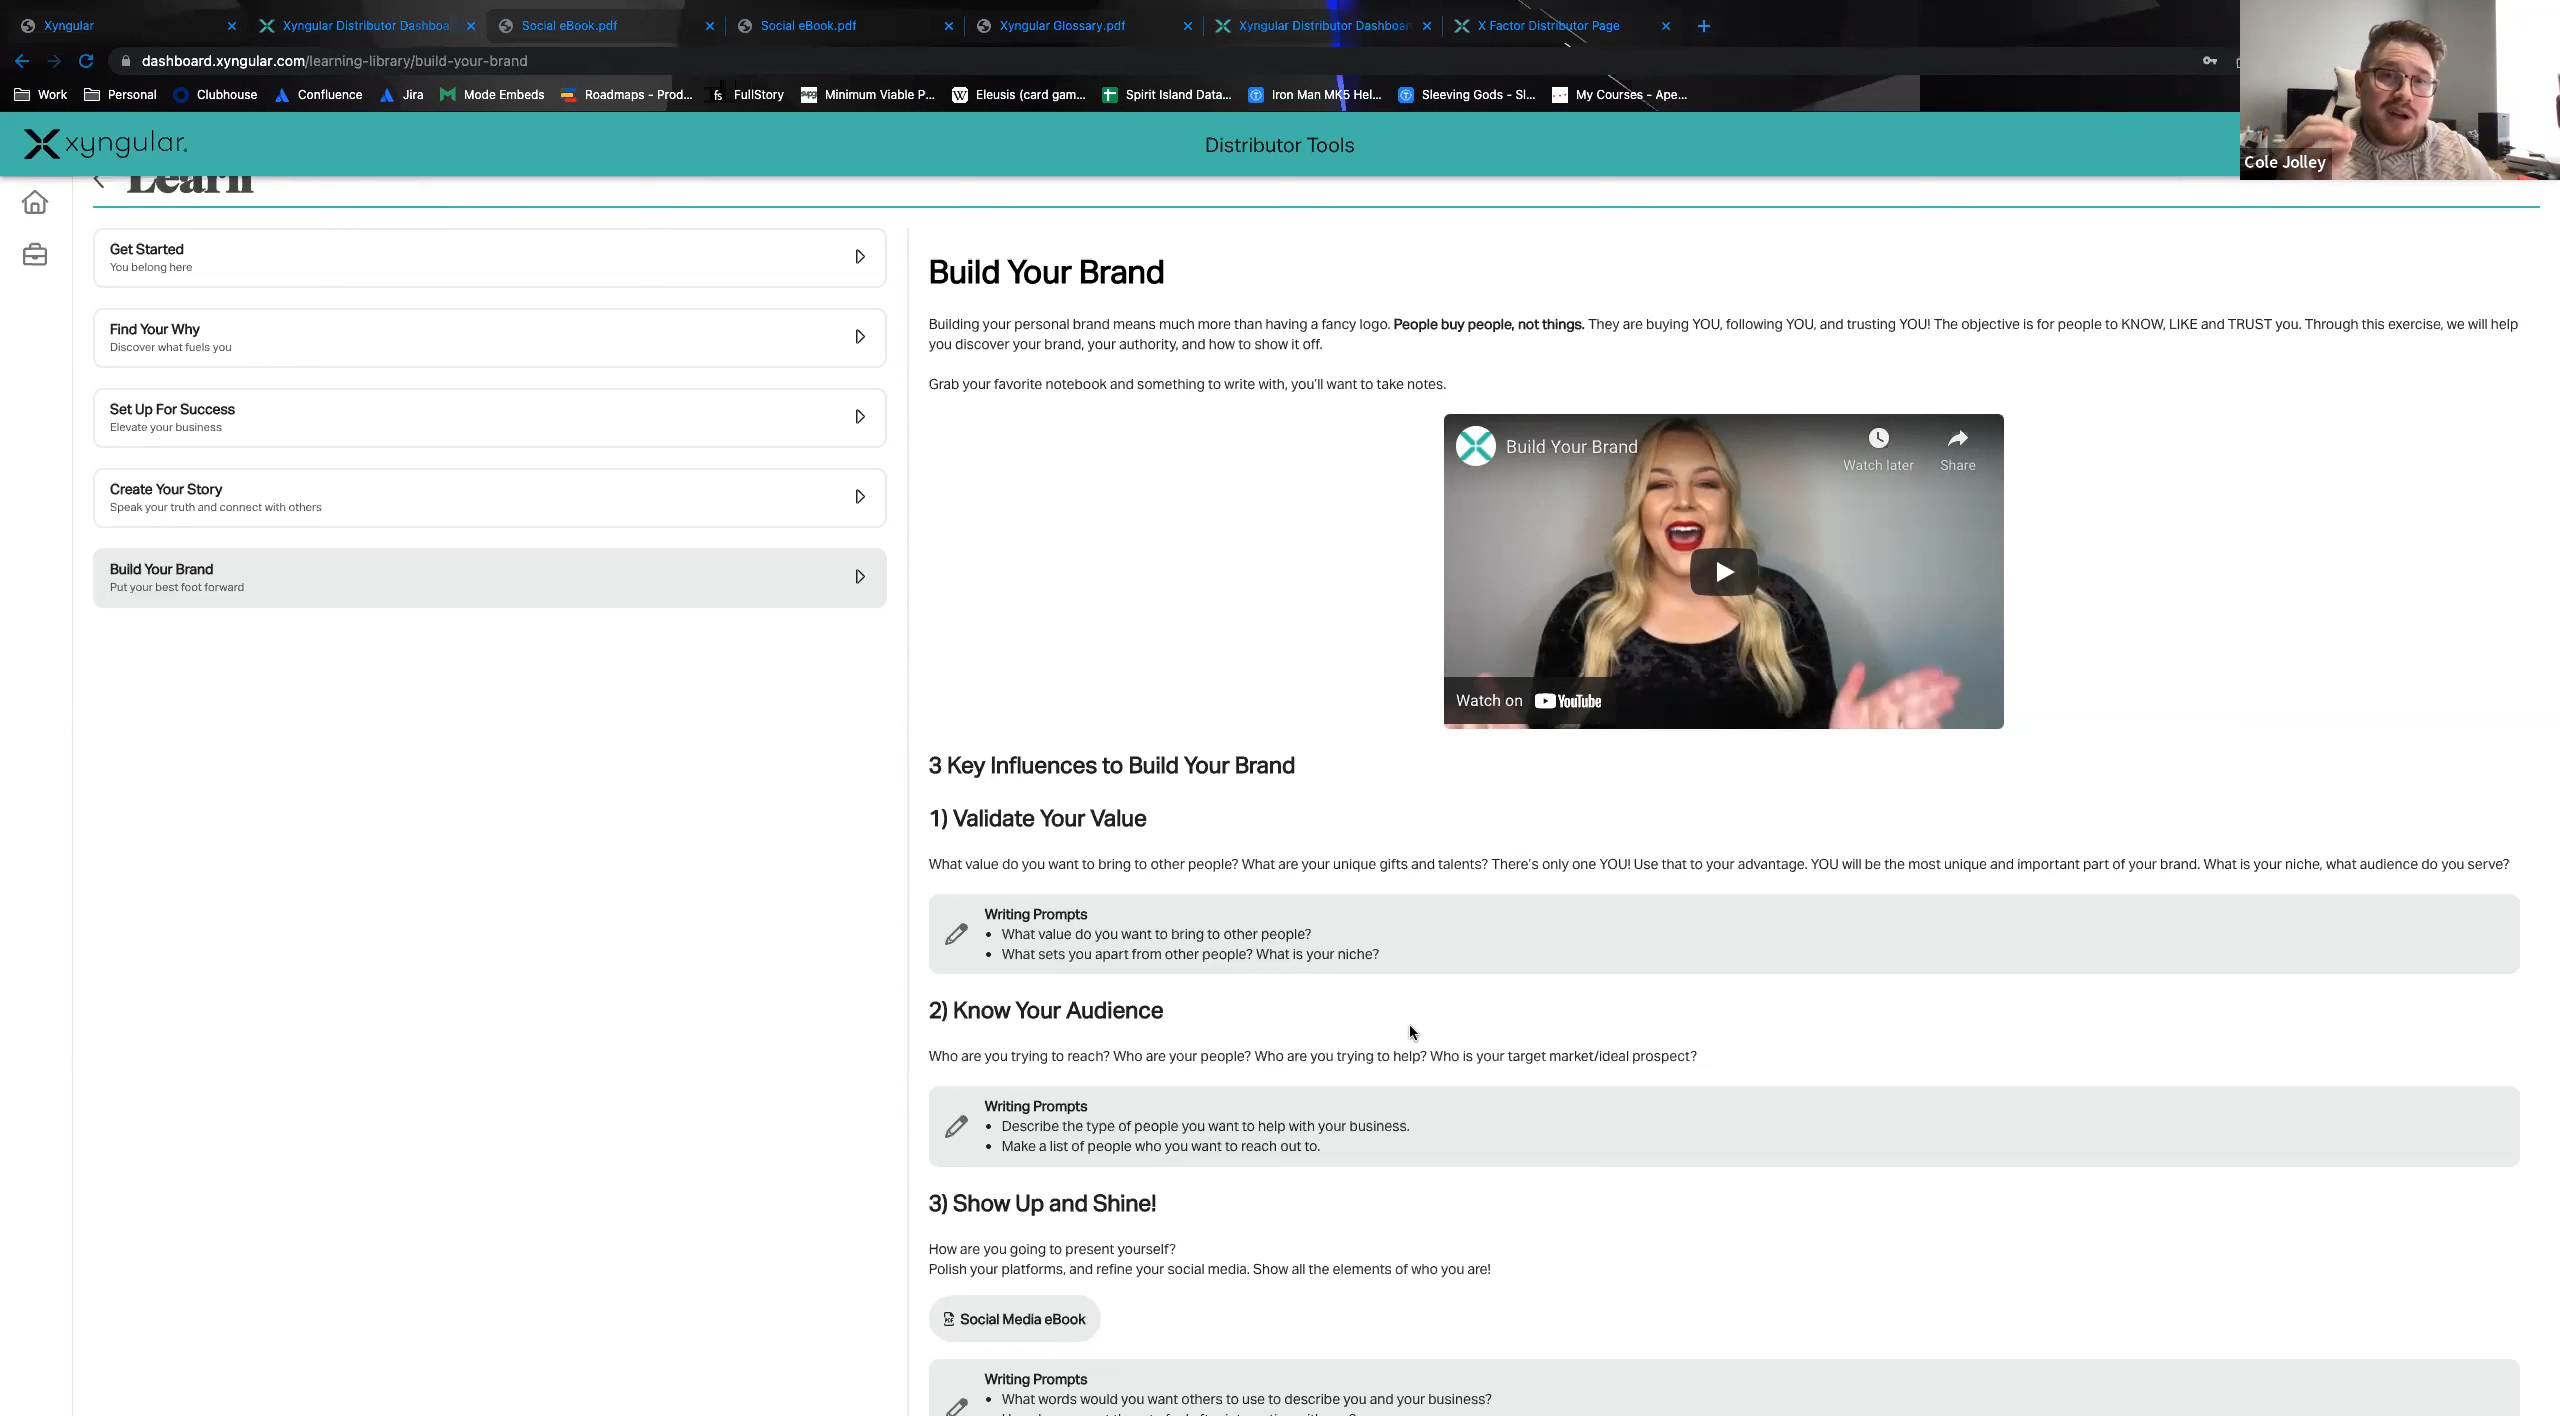 Xyngular
Xyngular Distributor Dashboa
Social eBook.pdf
Social eBook.pdf
Xyngular Glossary.pdf
Xyngular Distributor Dashboar
X Factor Distributor Page
dashboard.xyngular.com/learning-library/build-your-brand
Work
Personal
Clubhouse
Confluence
Jira
Mode Embeds
Roadmaps - Prod...
fs FullStory
Minimum Viable P...
Eleusis (card gam...
Spirit Island Data...
Iron Man MK5 Hel...
Sleeving Gods - Sl...
My Courses - Ape...
xyngular.
Distributor Tools
Cole Jolley
Learn
Get Started
You belong here
Find Your Why
Discover what fuels you
Set Up For Success
Elevate your business
Create Your Story
Speak your truth and connect with others
Build Your Brand
Put your best foot forward
Build Your Brand
Building your personal brand means much more than having a fancy logo. People buy people, not things. They are buying YOU, following YOU, and trusting YOU! The objective is for people to KNOW, LIKE and TRUST you. Through this exercise, we will help
you discover your brand, your authority, and how to show it off.
Grab your favorite notebook and something to write with, you'll want to take notes.
Build Your Brand
Watch later
Share
Watch on YouTube
3 Key Influences to Build Your Brand
1) Validate Your Value
What value do you want to bring to other people? What are your unique gifts and talents? There's only one YOU! Use that to your advantage. YOU will be the most unique and important part of your brand. What is your niche, what audience do you serve?
Writing Prompts
• What value do you want to bring to other people?
• What sets you apart from other people? What is your niche?
2) Know Your Audience
Who are you trying to reach? Who are your people? Who are you trying to help? Who is your target market/ideal prospect?
Writing Prompts
• Describe the type of people you want to help with your business.
• Make a list of people who you want to reach out to.
3) Show Up and Shine!
How are you going to present yourself?
Polish your platforms, and refine your social media. Show all the elements of who you are!
Social Media eBook
Writing Prompts
• What words would you want others to use to describe you and your business?